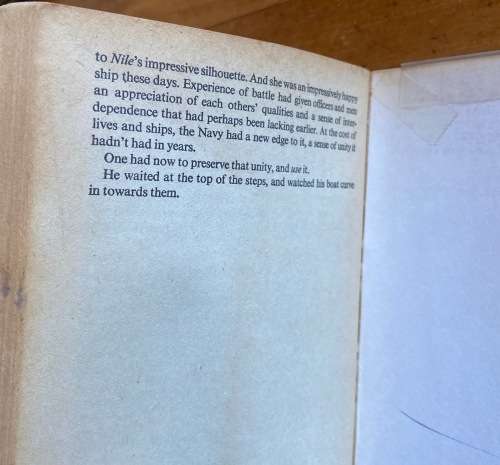 to Nile's impressive silhouette. And she was an impressively happy
ship these days. Experience of battle had given officers and men
an appreciation of each others' qualities and a sense of inter-
dependence that had perhaps been lacking earlier. At the cost of
lives and ships, the Navy had a new edge to it, a sense of unity it
hadn't had in years.
One had now to preserve that unity, and use it.
He waited at the top of the steps, and watched his boat curve
in towards them.